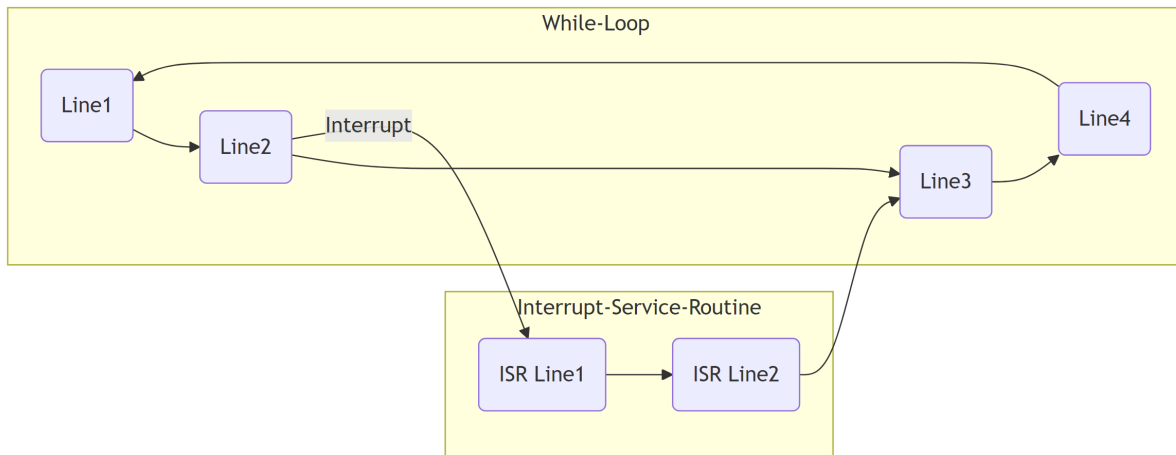 While-Loop
Line1
Line2
Interrupt
Line3
Line4
Interrupt-Service-Routine
ISR Line1
ISR Line2